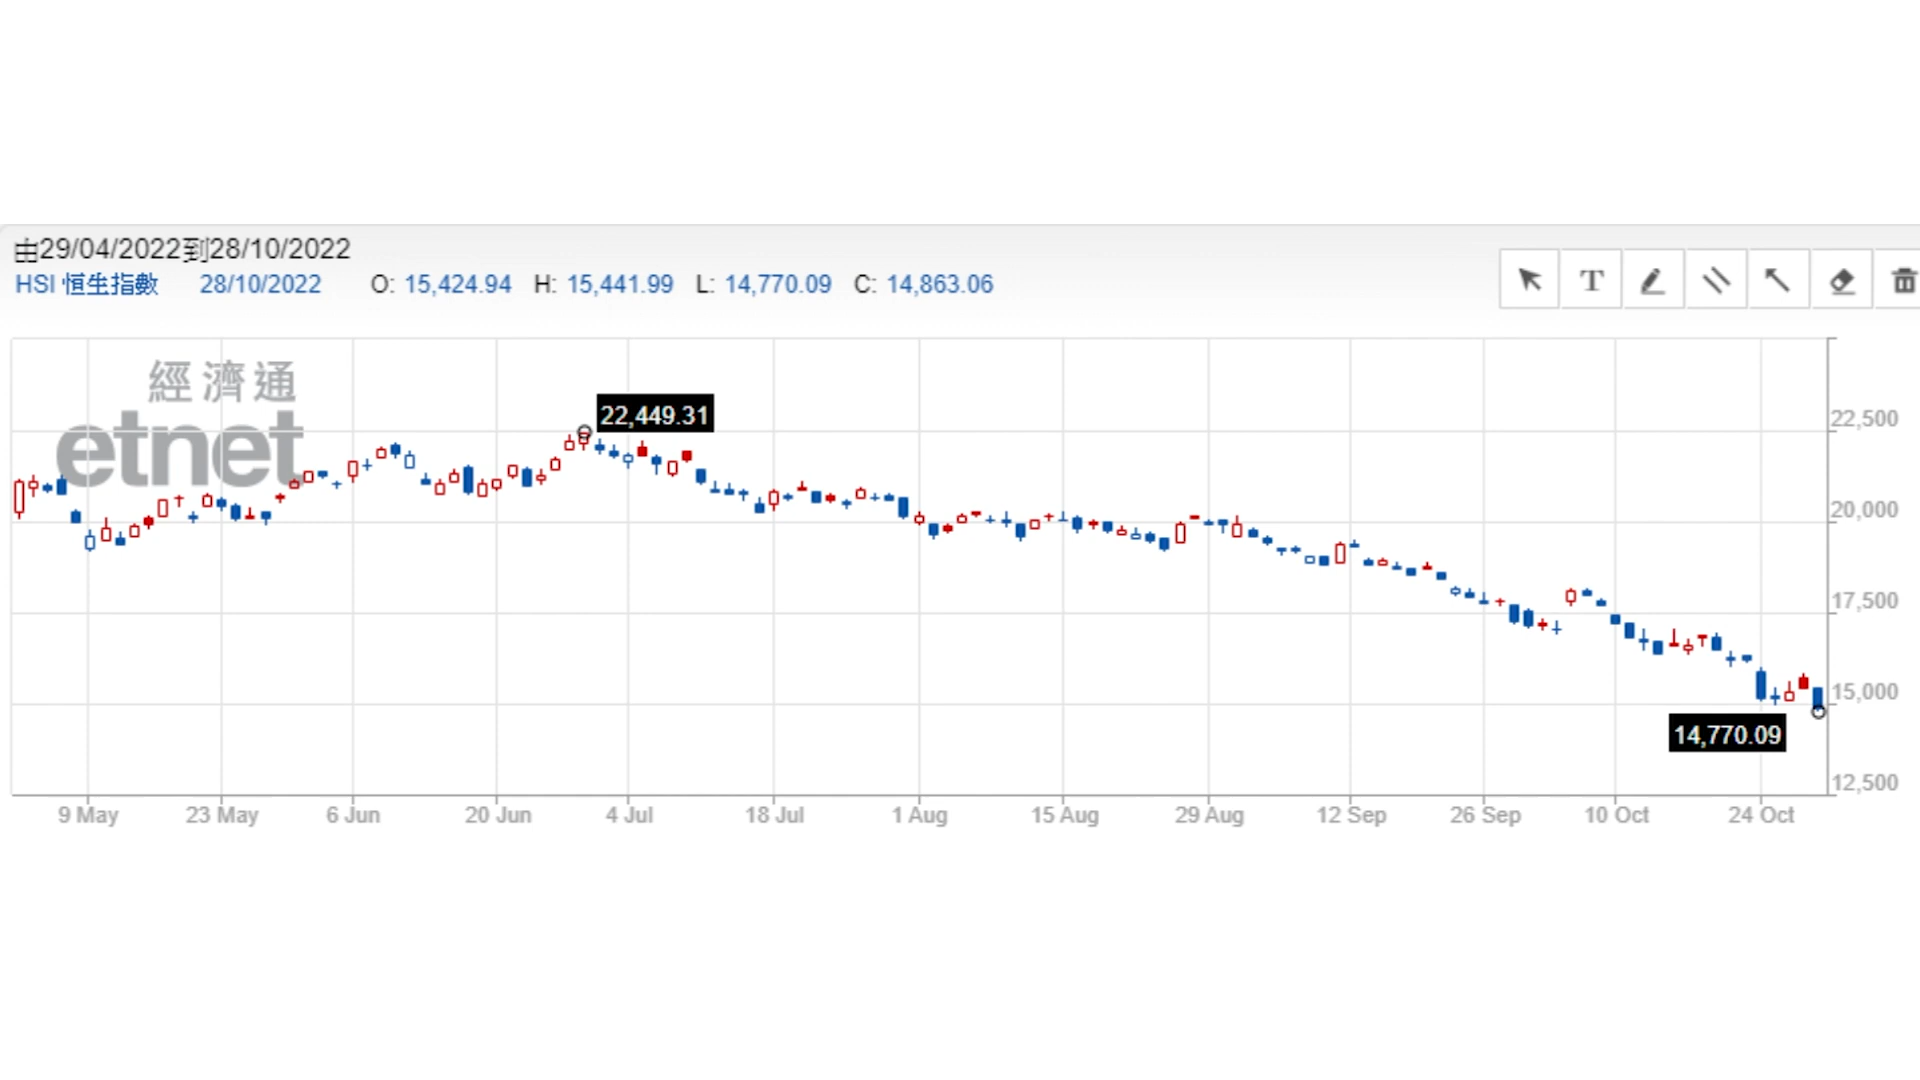 由29/04/2022到28/10/2022
HSI 恒生指數 28/10/2022 O: 15,424.94 H: 15,441.99 L: 14,770.09 C: 14,863.06
T
經濟通
etnet
22,449.31
22,500
20,000
17,500
15,000
14,770.09
12,500
9 May 23 May 6 Jun 20 Jun 4 Jul 18 Jul 1 Aug 15 Aug 29 Aug 12 Sep 26 Sep 10 Oct 24 Oct